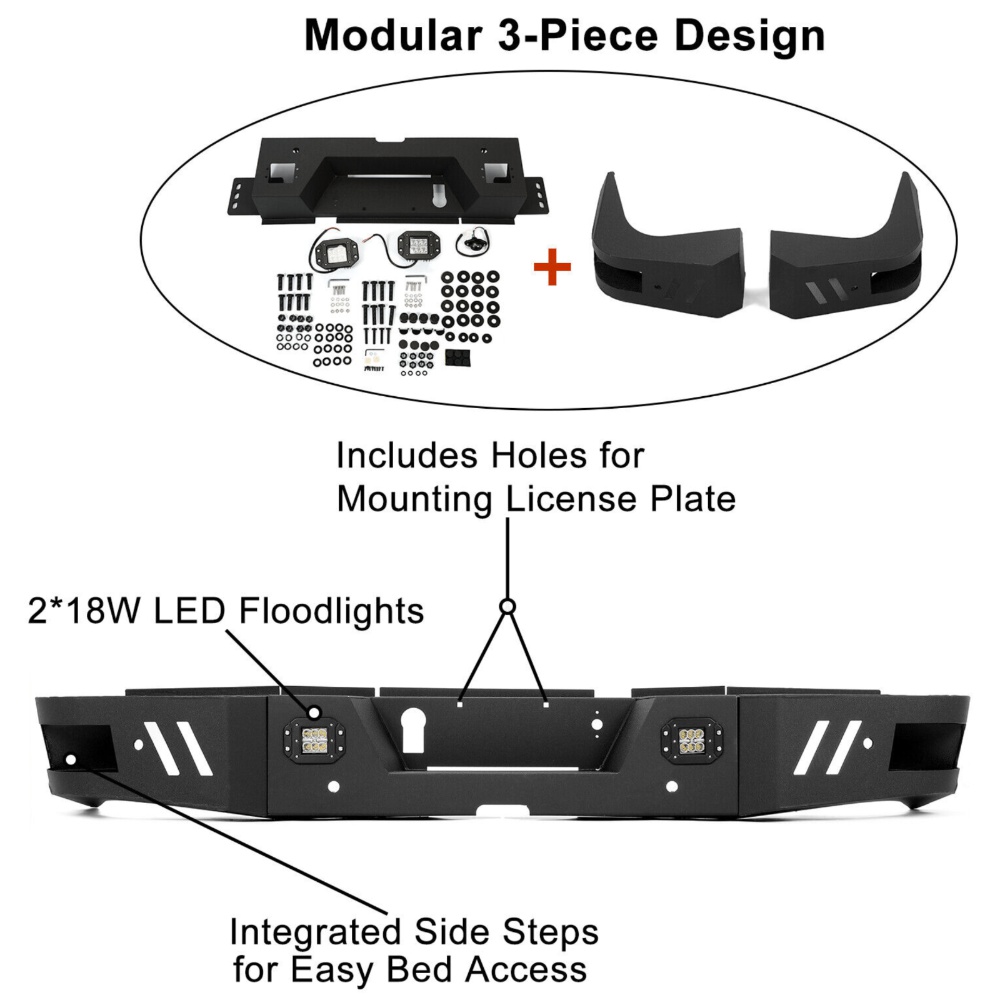 Modular 3-Piece Design
Includes Holes for
Mounting License Plate
2*18W LED Floodlights
Integrated Side Steps
for Easy Bed Access